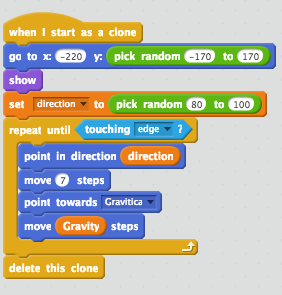 when I start as a clone
go to x: -220 y: pick random -170 to 170
show
set direction to pick random 80 to 100
repeat until touching edge ?
point in direction direction
move 7 steps
point towards Gravitica
move Gravity steps
delete this clone